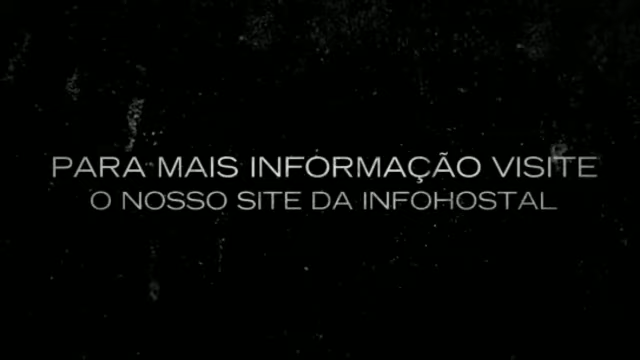 PARA MAIS INFORMAÇÃO VISITE
O NOSSO SITE DA INFOHOSTAL